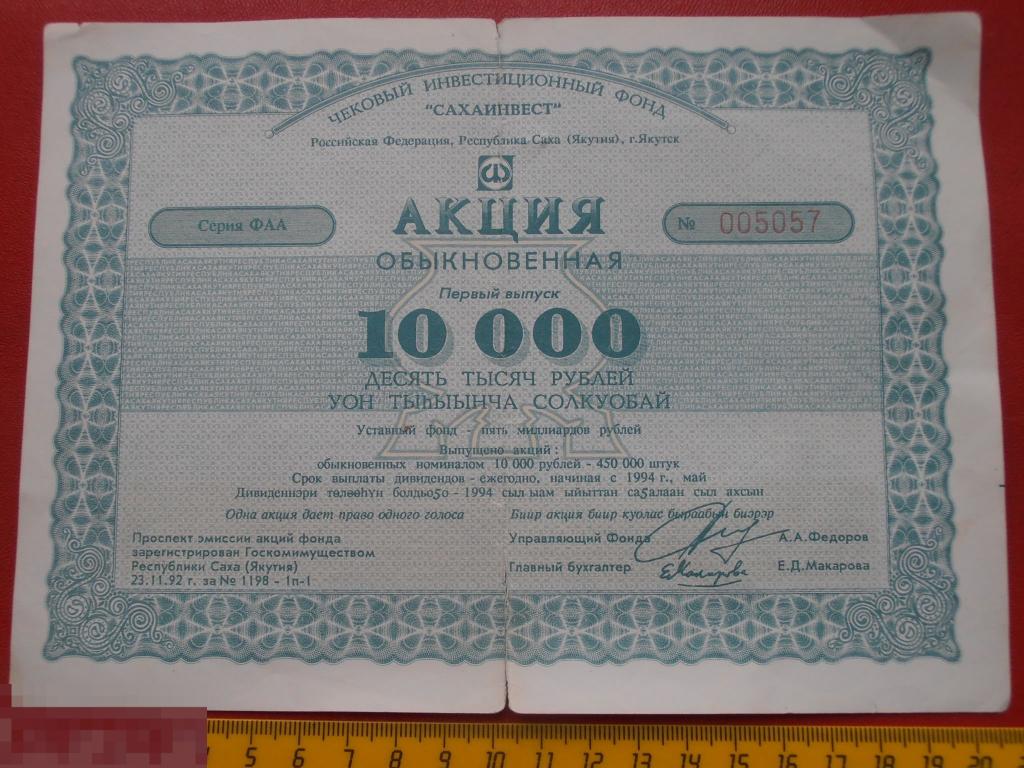 ЧЕКОВЫЙ ИНВЕСТИЦИОННЫЙ ФОНД
"САХАИНВЕСТ"
Российская Федерация, Республика Саха (Якутия), г.Якутск
АКЦИЯ
Серия ФАА
№ 005057
ОБЫКНОВЕННАЯ
Первый выпуск
10 000
ДЕСЯТЬ ТЫСЯЧ РУБЛЕЙ
УОН ТЫҺЫЫНЧА СОЛКУОБАЙ
Уставный фонд - пять миллиардов рублей
Выпущено акций :
обыкновенных номиналом 10 000 рублей - 450 000 штук
Срок выплаты дивидендов - ежегодно, начиная с 1994 г., май
Дивиденнэри төлөөһүн болдьоҕо - 1994 сыл ыам ыйыттан саҕалаан сыл ахсын
Одна акция дает право одного голоса
Биир акция биир куолас быраабын биэрэр
Проспект эмиссии акций фонда
зарегистрирован Госкомимуществом
Республики Саха (Якутия)
23.11.92 г. за № 1198 - 1п-1
Управляющий Фонда А.А.Федоров
Главный бухгалтер Е.Д.Макарова
4 5 6 7 8 9 10 11 12 13 14 15 16 17 18 19 20